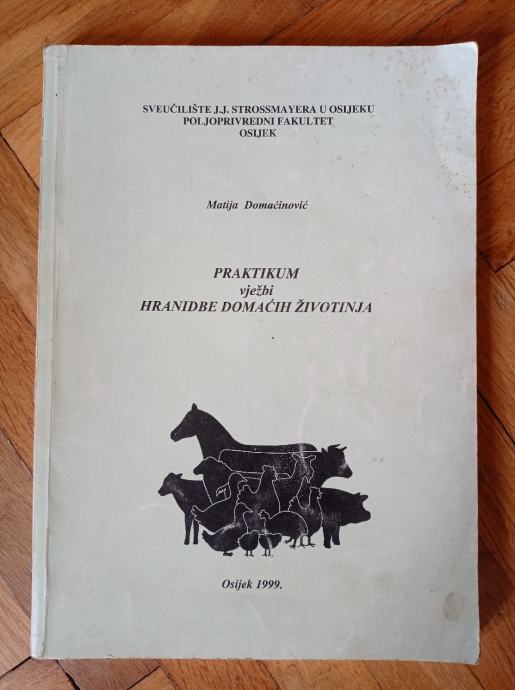 SVEUČILIŠTE J.J. STROSSMAYERA U OSIJEKU
POLJOPRIVREDNI FAKULTET
OSIJEK
Matija Domaćinović
PRAKTIKUM
vježbi
HRANIDBE DOMAĆIH ŽIVOTINJA
Osijek 1999.